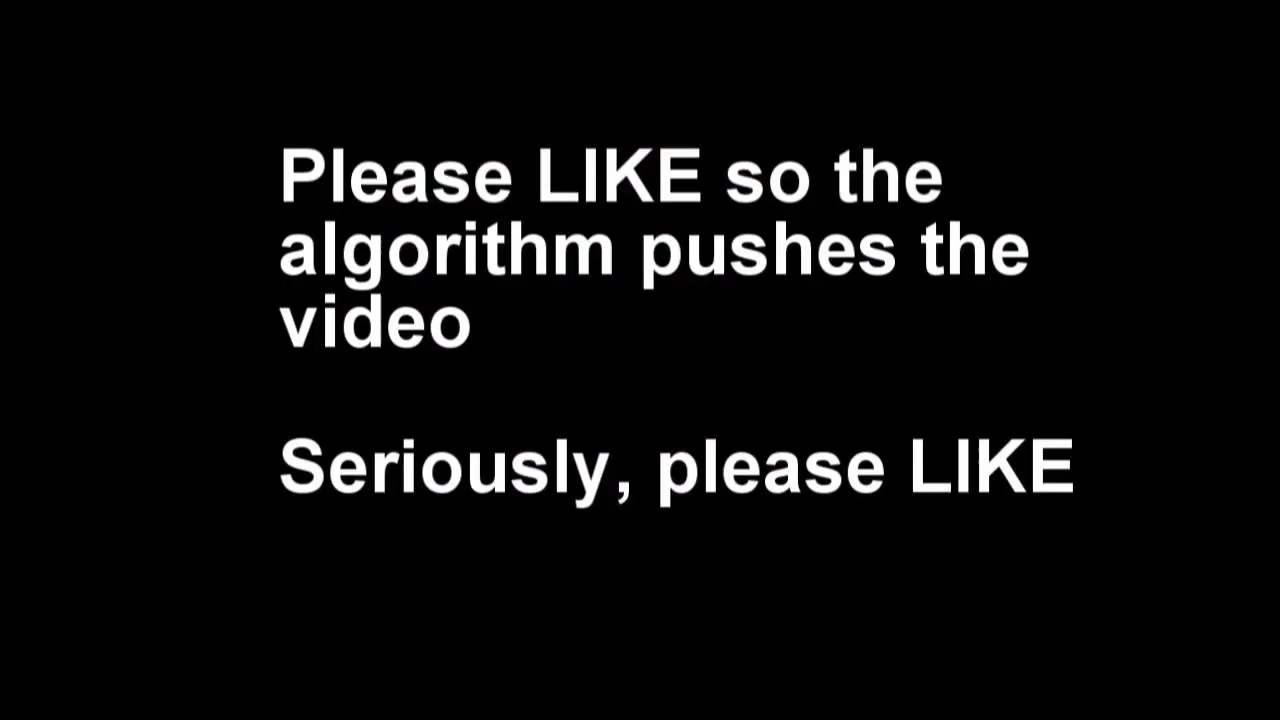 Please LIKE so the
algorithm pushes the
video
Seriously, please LIKE